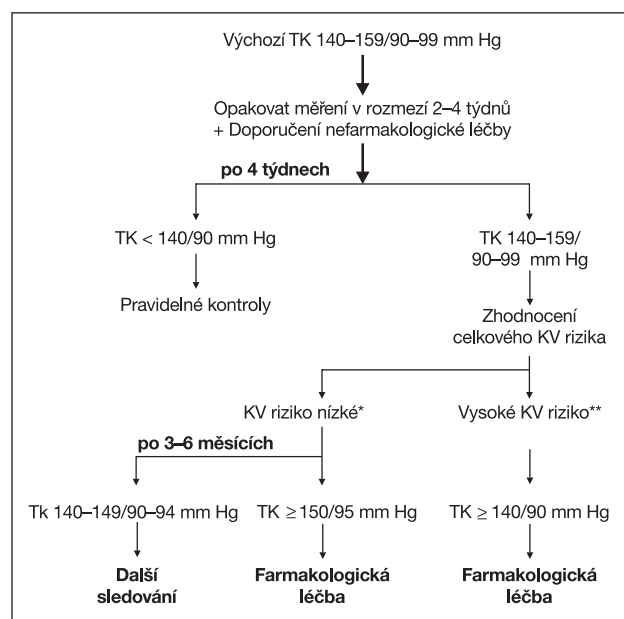 Výchozí TK 140–159/90–99 mm Hg
Opakovat měření v rozmezí 2–4 týdnů
+ Doporučení nefarmakologické léčby
po 4 týdnech
TK < 140/90 mm Hg
TK 140–159/
90–99 mm Hg
Pravidelné kontroly
Zhodnocení
celkového KV rizika
KV riziko nízké*
Vysoké KV riziko**
po 3–6 měsících
Tk 140–149/90–94 mm Hg
TK ≥ 150/95 mm Hg
TK ≥ 140/90 mm Hg
Další
sledování
Farmakologická
léčba
Farmakologická
léčba